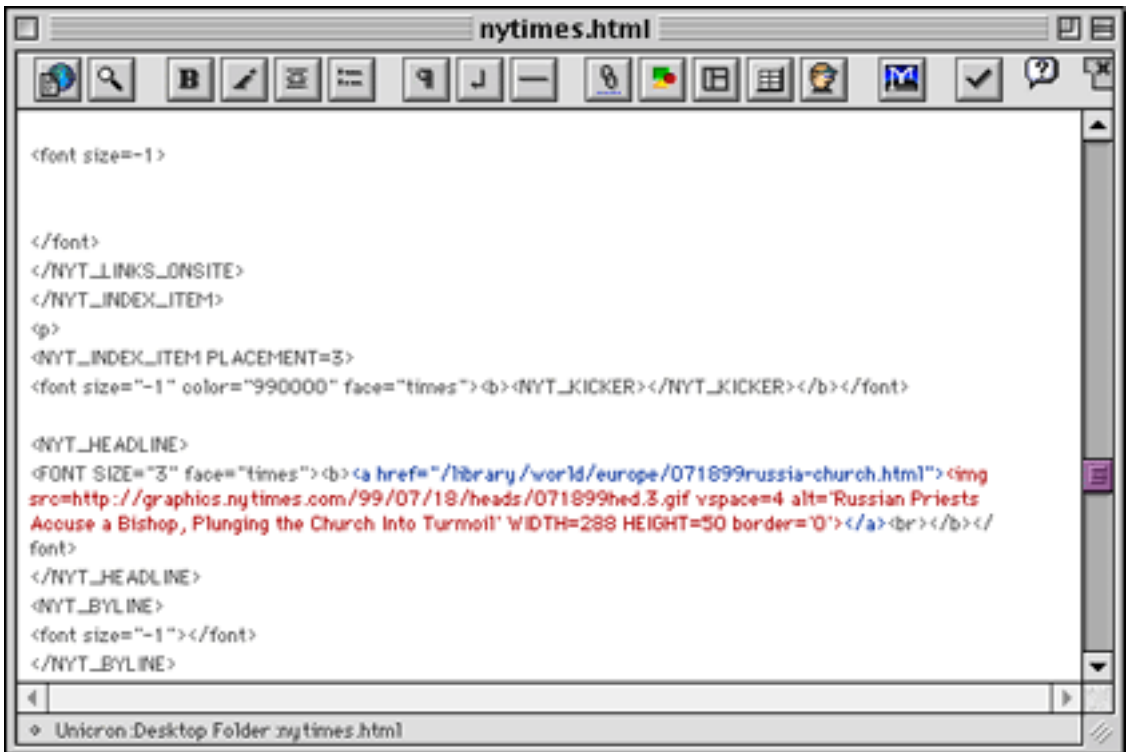 nytimes.html
B
<font size=-1>
</font>
</NYT_LINKS_ONSITE>
</NYT_INDEX_ITEM>
<p>
<NYT_INDEX_ITEM PLACEMENT=3>
<font size="-1" color="990000" face="times"><b><NYT_KICKER></NYT_KICKER></b></font>
<NYT_HEADLINE>
<FONT SIZE="3" face="times"><b><a href="/library/world/europe/071899russia-church.html"><img
src=http://graphics.nytimes.com/99/07/18/heads/071899hed.3.gif vspace=4 alt="Russian Priests
Accuse a Bishop, Plunging the Church Into Turmoil" WIDTH=288 HEIGHT=50 border="0"></a><br></b></
font>
</NYT_HEADLINE>
<NYT_BYLINE>
<font size="-1"></font>
</NYT_BYLINE>
Unicron:Desktop Folder:nytimes.html